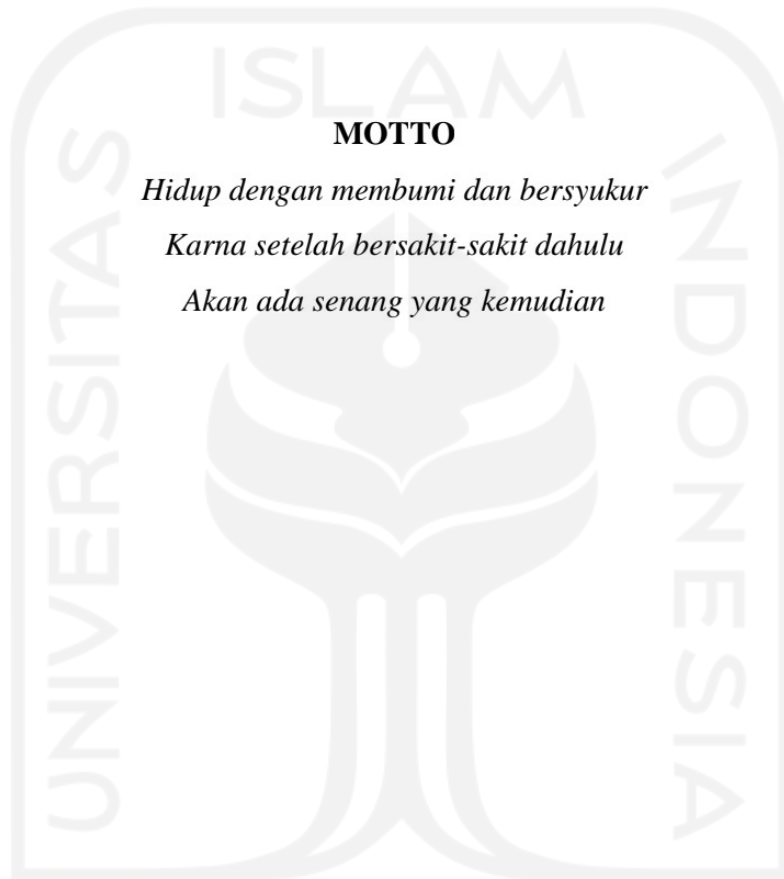 ISLAM
UNIVERSITAS
INDONESIA
MOTTO
Hidup dengan membumi dan bersyukur
Karna setelah bersakit-sakit dahulu
Akan ada senang yang kemudian